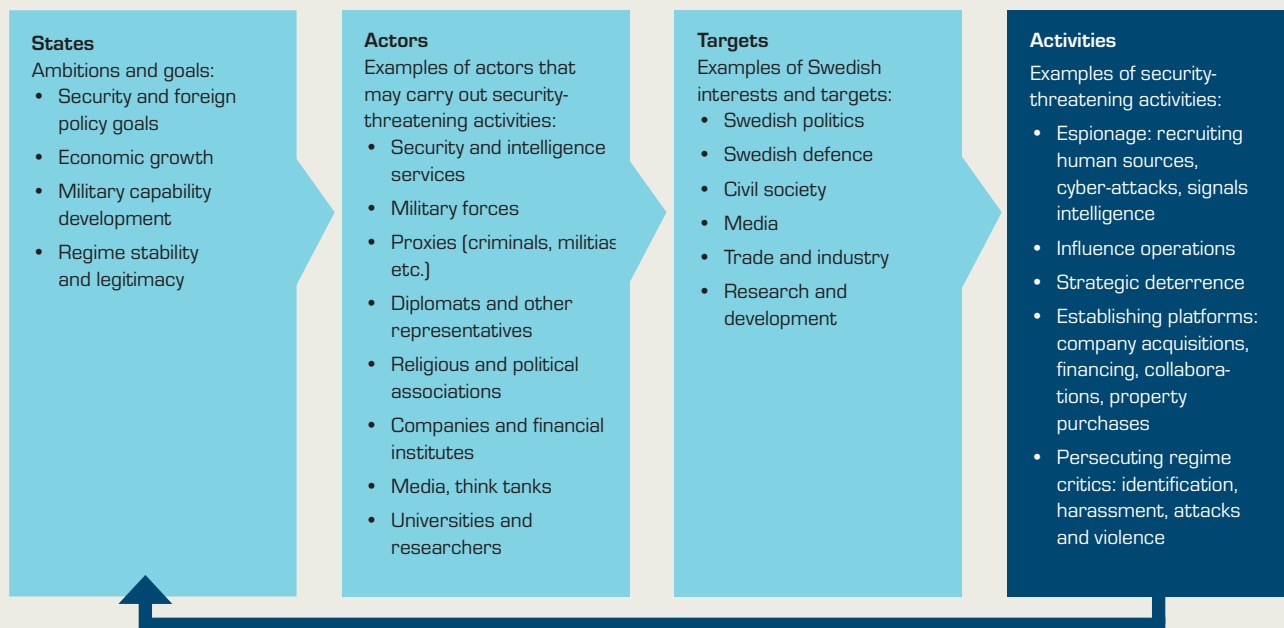 States
Ambitions and goals:
• Security and foreign
policy goals
• Economic growth
• Military capability
development
• Regime stability
and legitimacy
Actors
Examples of actors that
may carry out security-
threatening activities:
• Security and intelligence
services
• Military forces
• Proxies (criminals, militias
etc.)
• Diplomats and other
representatives
• Religious and political
associations
• Companies and financial
institutes
• Media, think tanks
• Universities and
researchers
Targets
Examples of Swedish
interests and targets:
• Swedish politics
• Swedish defence
• Civil society
• Media
• Trade and industry
• Research and
development
Activities
Examples of security-
threatening activities:
• Espionage: recruiting
human sources,
cyber-attacks, signals
intelligence
• Influence operations
• Strategic deterrence
• Establishing platforms:
company acquisitions,
financing, collabora-
tions, property
purchases
• Persecuting regime
critics: identification,
harassment, attacks
and violence